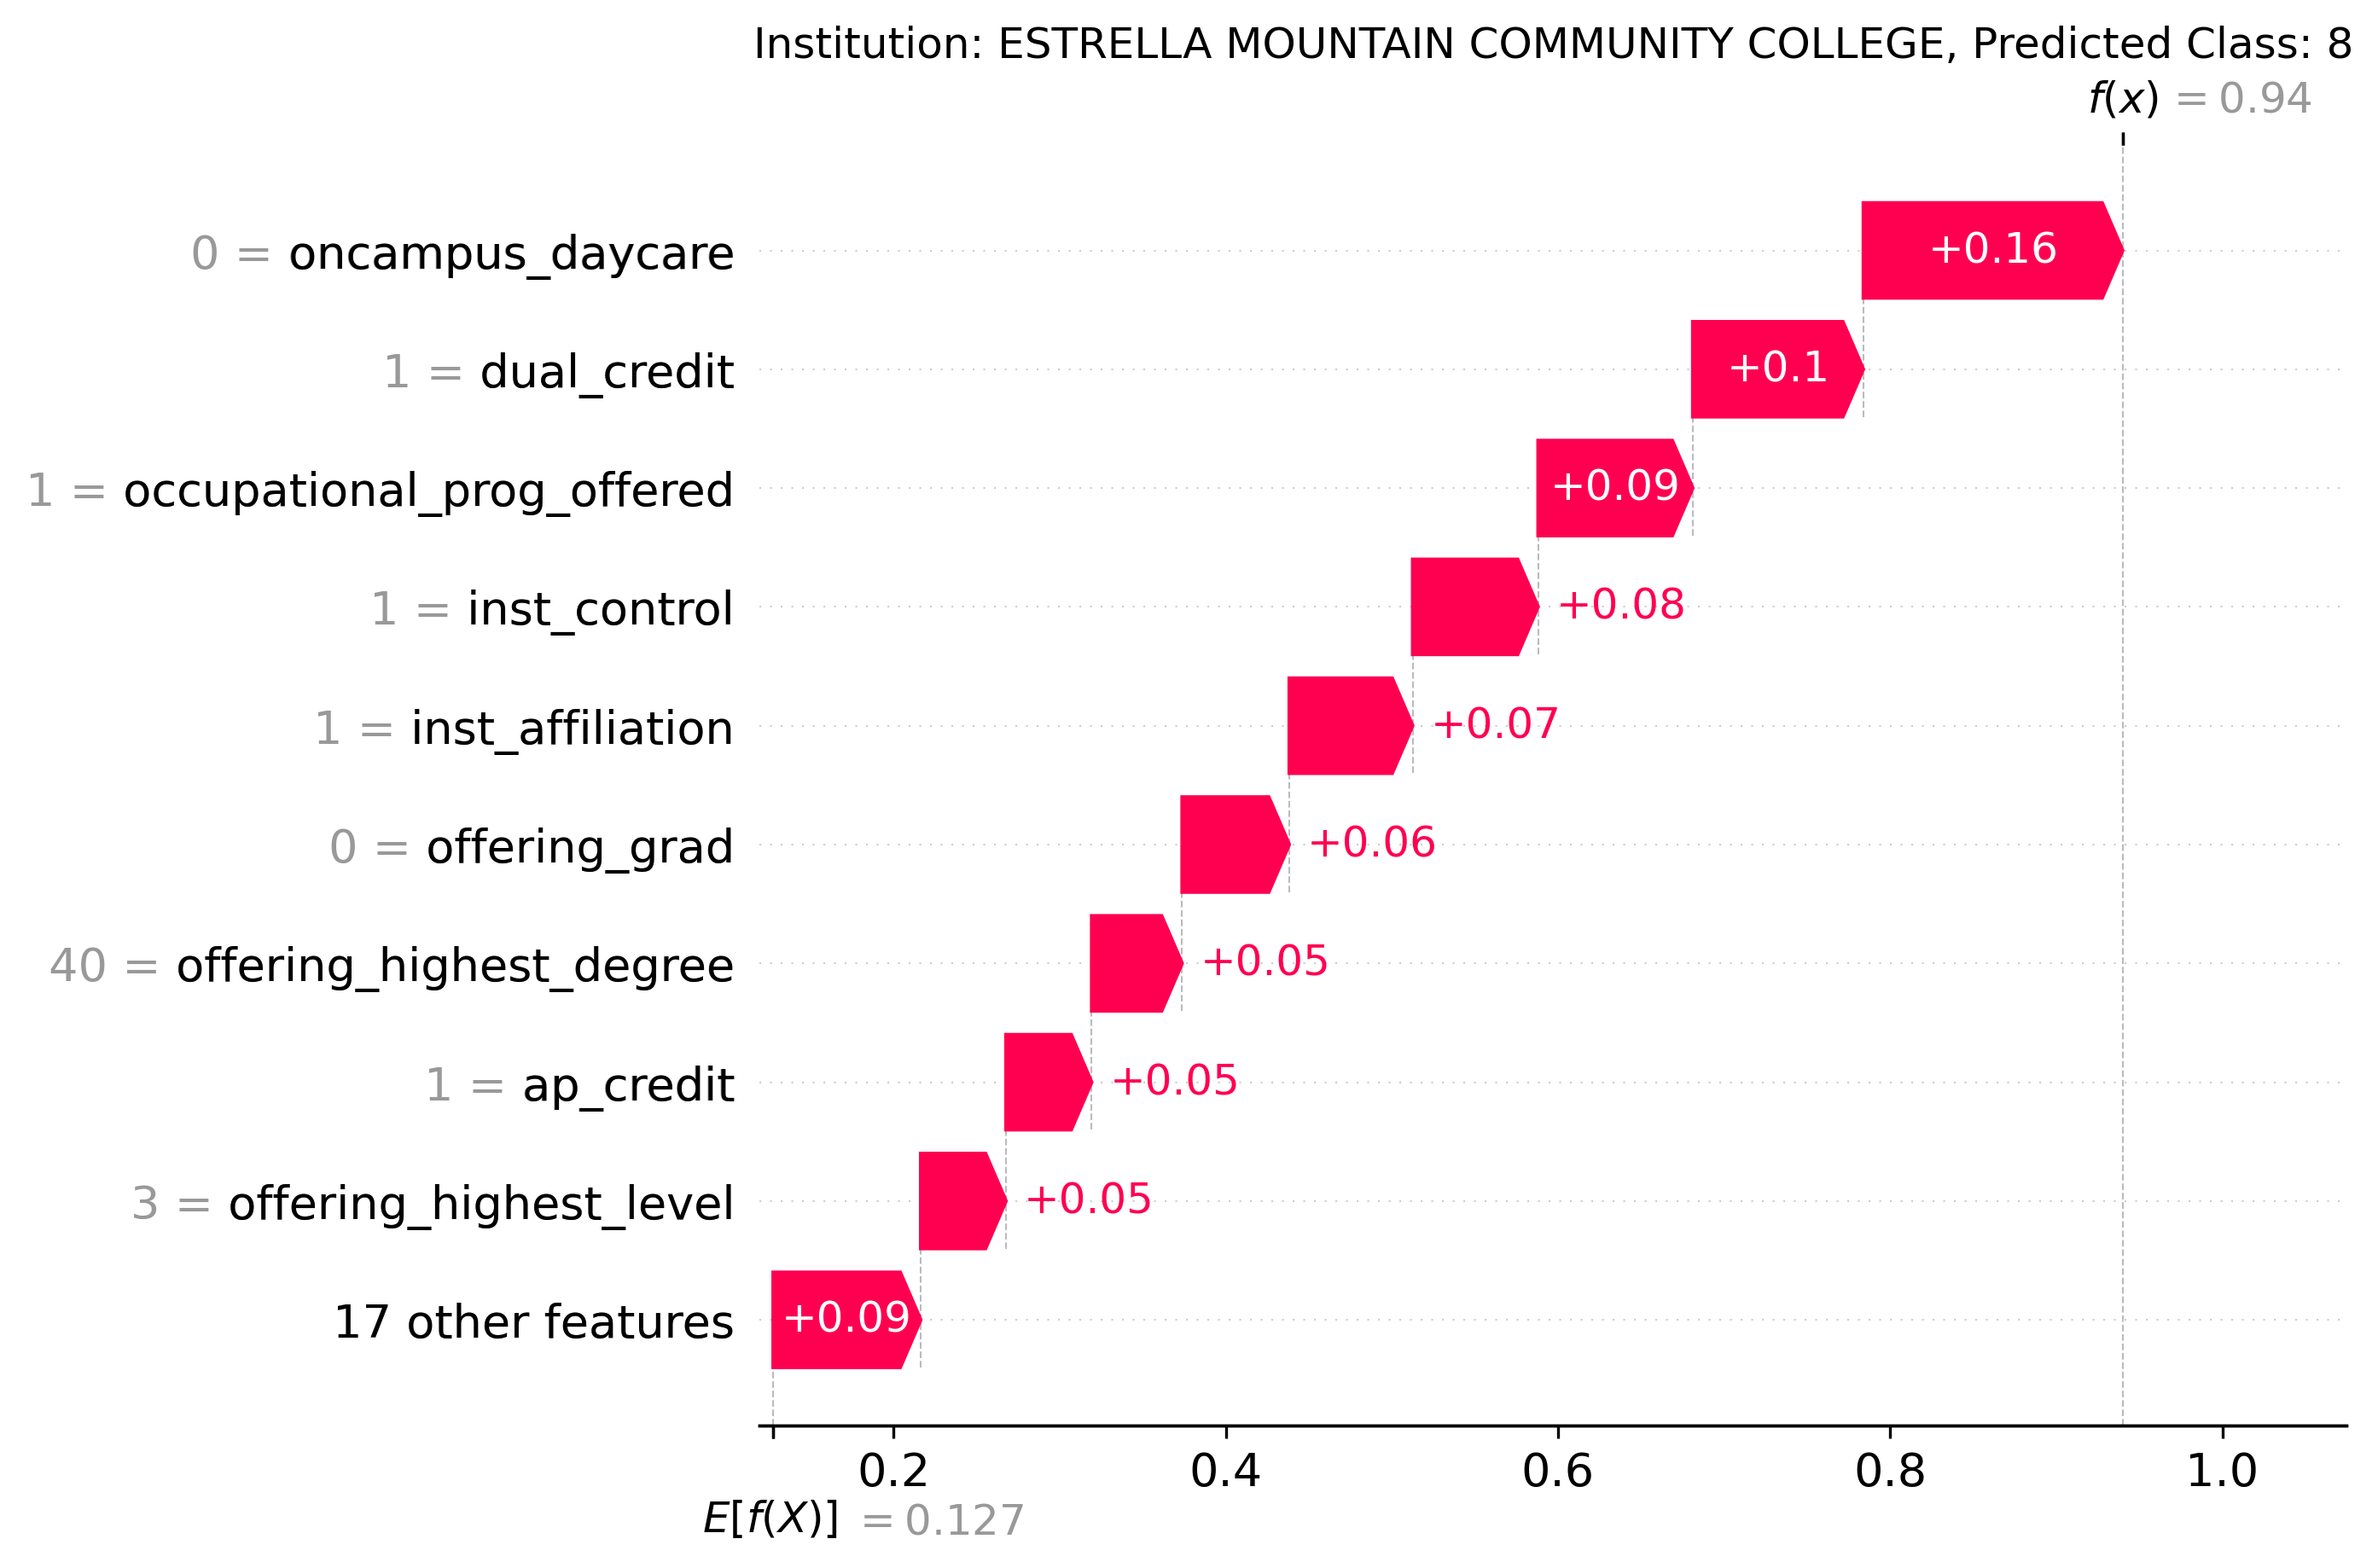 Institution: ESTRELLA MOUNTAIN COMMUNITY COLLEGE, Predicted Class: 8
f(x) = 0.94
0 = oncampus_daycare +0.16
1 = dual_credit +0.1
1 = occupational_prog_offered +0.09
1 = inst_control +0.08
1 = inst_affiliation +0.07
0 = offering_grad +0.06
40 = offering_highest_degree +0.05
1 = ap_credit +0.05
3 = offering_highest_level +0.05
17 other features +0.09
0.2 0.4 0.6 0.8 1.0
E[f(X)] = 0.127